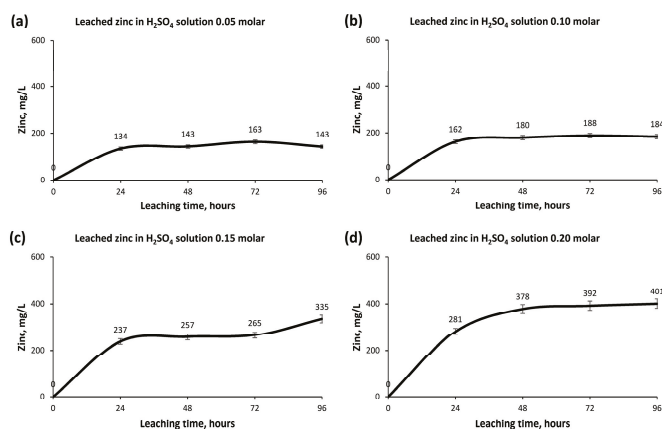 (a) Leached zinc in H₂SO₄ solution 0.05 molar
600
400
200
0
Zinc, mg/L
0 134 143 163 143
0 24 48 72 96
Leaching time, hours
(b) Leached zinc in H₂SO₄ solution 0.10 molar
600
400
200
0
Zinc, mg/L
0 162 180 188 184
0 24 48 72 96
Leaching time, hours
(c) Leached zinc in H₂SO₄ solution 0.15 molar
600
400
200
0
Zinc, mg/L
0 237 257 265 335
0 24 48 72 96
Leaching time, hours
(d) Leached zinc in H₂SO₄ solution 0.20 molar
600
400
200
0
Zinc, mg/L
0 281 378 392 401
0 24 48 72 96
Leaching time, hours